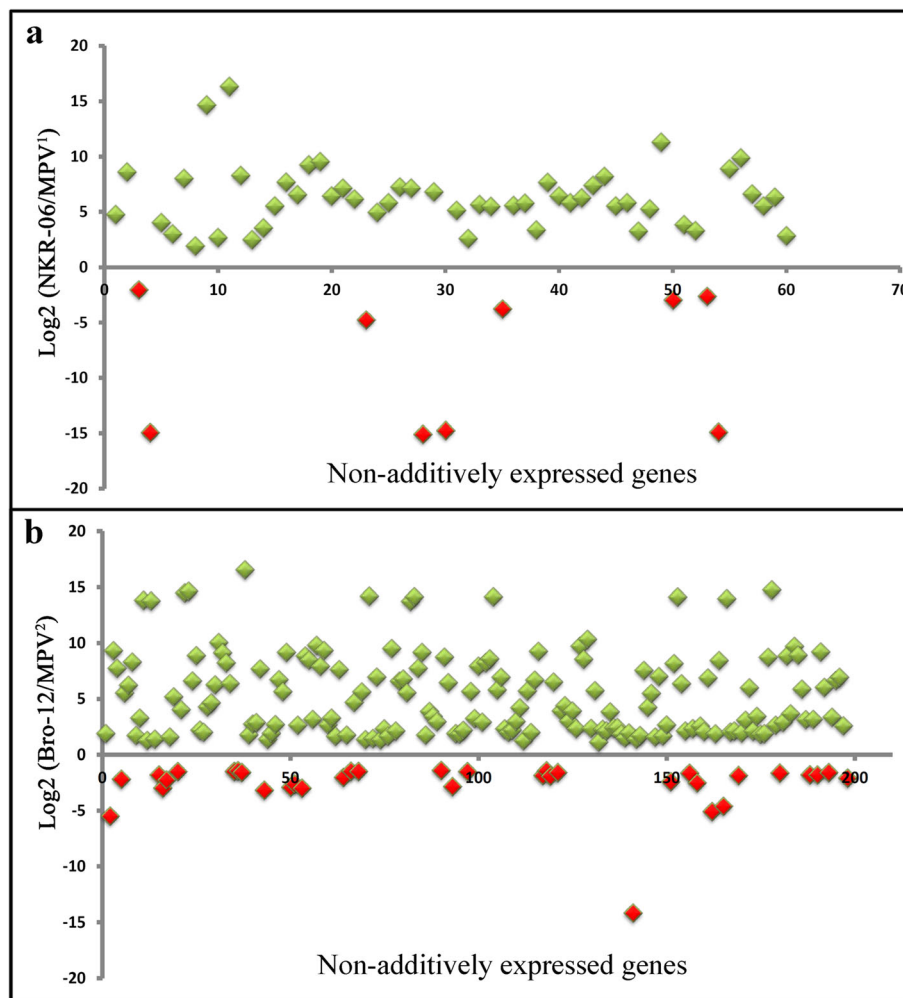 a
20
15
10
5
0
-5
-10
-15
-20
0 10 20 30 40 50 60 70
Log2 (NKR-06/MPV¹)
Non-additively expressed genes
b
20
15
10
5
0
-5
-10
-15
-20
0 50 100 150 200
Log2 (Bro-12/MPV²)
Non-additively expressed genes